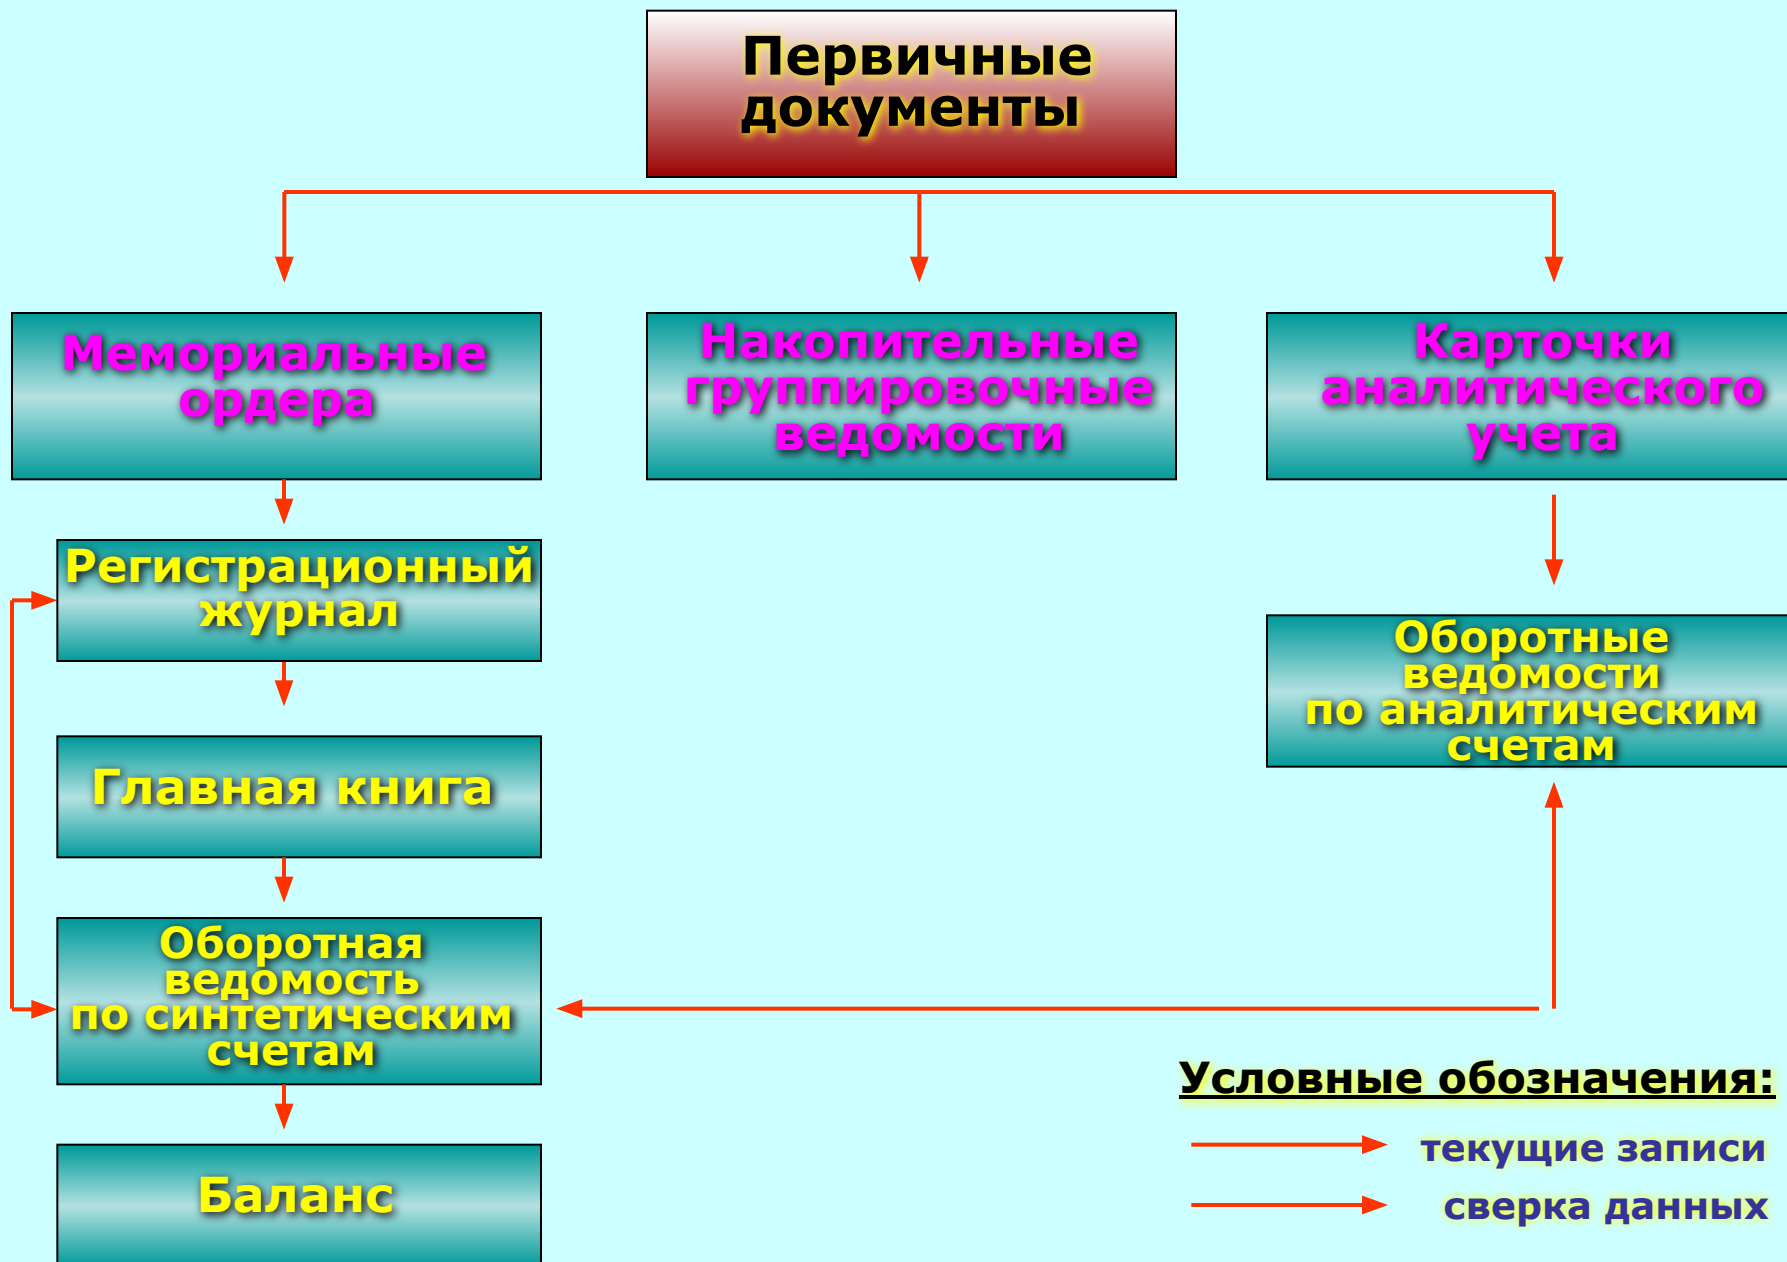 Первичные
документы
Мемориальные
ордера
Накопительные
группировочные
ведомости
Карточки
аналитического
учета
Регистрационный
журнал
Оборотные
ведомости
по аналитическим
счетам
Главная книга
Оборотная
ведомость
по синтетическим
счетам
Условные обозначения:
текущие записи
сверка данных
Баланс